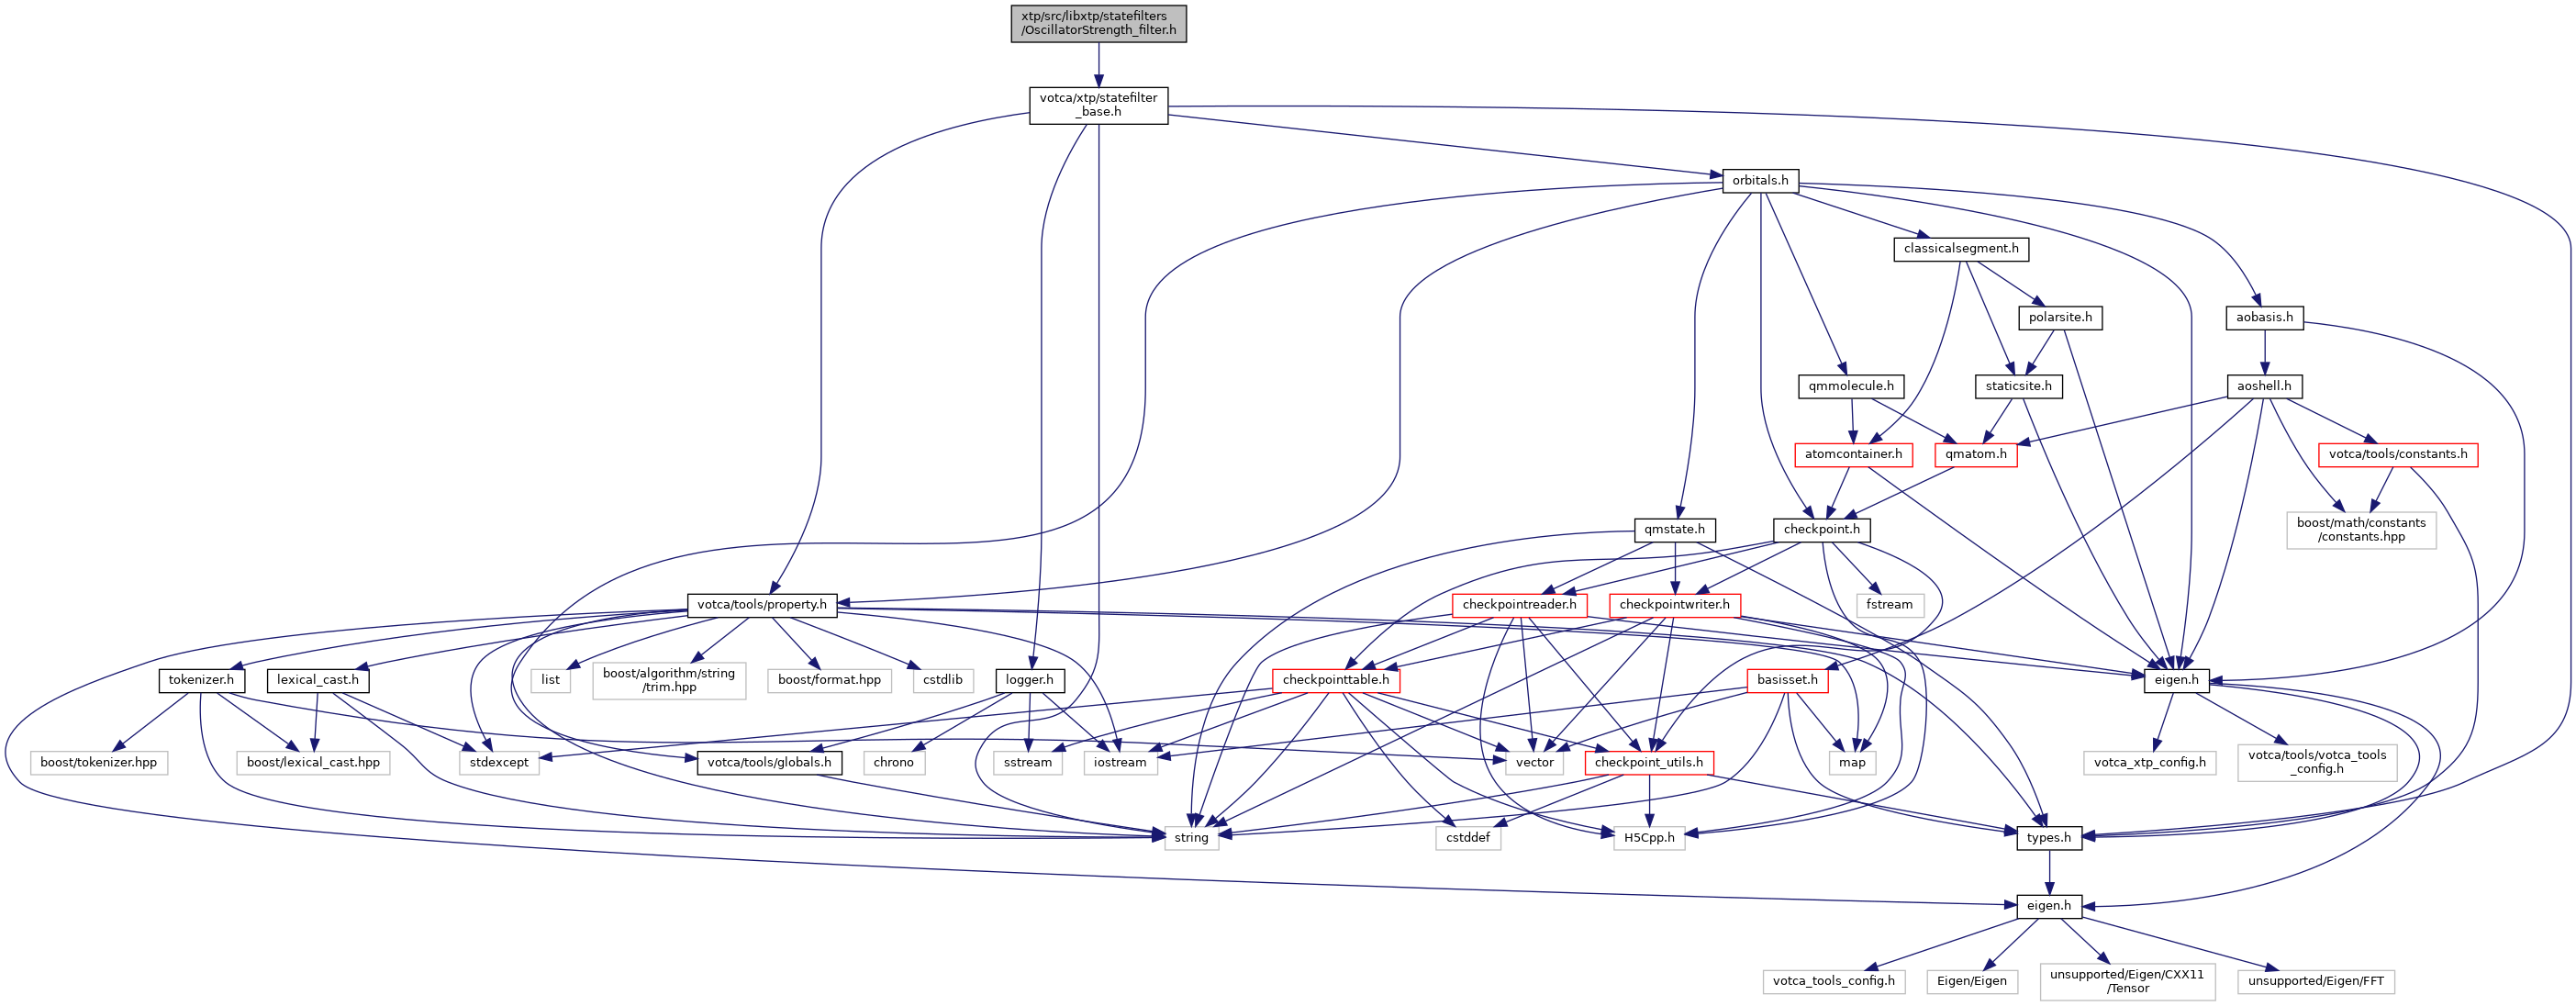 xtp/src/libxtp/statefilters
/OscillatorStrength_filter.h
votca/xtp/statefilter
_base.h
orbitals.h
classicalsegment.h
polarsite.h
aobasis.h
qmmolecule.h
staticsite.h
aoshell.h
atomcontainer.h
qmatom.h
votca/tools/constants.h
qmstate.h
checkpoint.h
boost/math/constants
/constants.hpp
votca/tools/property.h
checkpointreader.h
checkpointwriter.h
fstream
tokenizer.h
lexical_cast.h
list
boost/algorithm/string
/trim.hpp
boost/format.hpp
cstdlib
logger.h
checkpointtable.h
basisset.h
eigen.h
boost/tokenizer.hpp
boost/lexical_cast.hpp
stdexcept
votca/tools/globals.h
chrono
sstream
iostream
vector
checkpoint_utils.h
map
votca_xtp_config.h
votca/tools/votca_tools
_config.h
string
cstddef
H5Cpp.h
types.h
eigen.h
votca_tools_config.h
Eigen/Eigen
unsupported/Eigen/CXX11
/Tensor
unsupported/Eigen/FFT